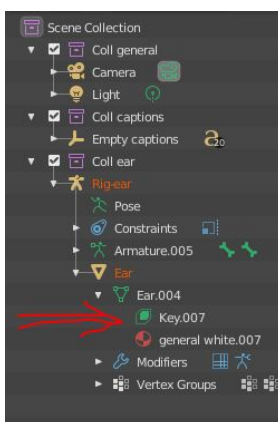 Scene Collection
Coll general
Camera
Light
Coll captions
Empty captions a 20
Coll ear
Rig-ear
Pose
Constraints
Armature.005
Ear
Ear.004
Key.007
general white.007
Modifiers
Vertex Groups